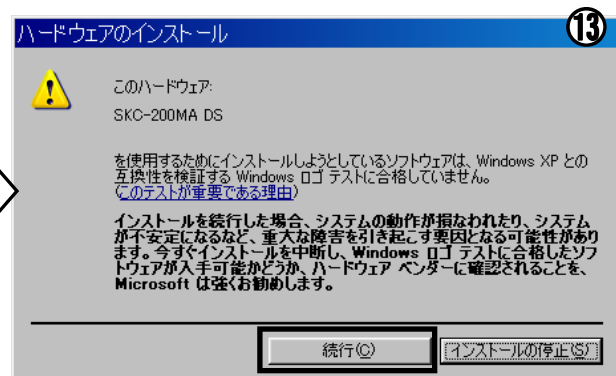 ハードウェアのインストール
⑬
このハードウェア:
SKC-200MA DS
を使用するためにインストールしようとしているソフトウェアは、Windows XP との
互換性を検証する Windows ロゴ テストに合格していません。
(このテストが重要である理由)
インストールを続行した場合、システムの動作が損なわれたり、システム
が不安定になるなど、重大な障害を引き起こす要因となる可能性があり
ます。今すぐインストールを中断し、Windows ロゴ テストに合格したソフ
トウェアが入手可能かどうか、ハードウェア ベンダーに確認されることを、
Microsoft は強くお勧めします。
続行(C)
インストールの停止(S)